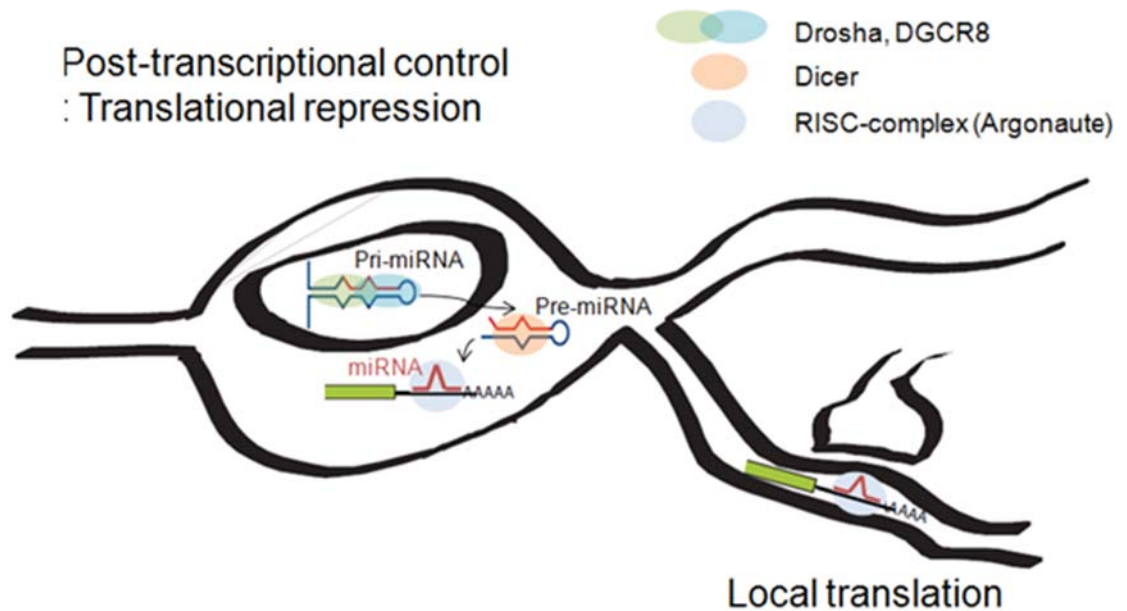 Post-transcriptional control
: Translational repression
Drosha, DGCR8
Dicer
RISC-complex (Argonaute)
Pri-miRNA
Pre-miRNA
miRNA
AAAAA
AAAA
Local translation